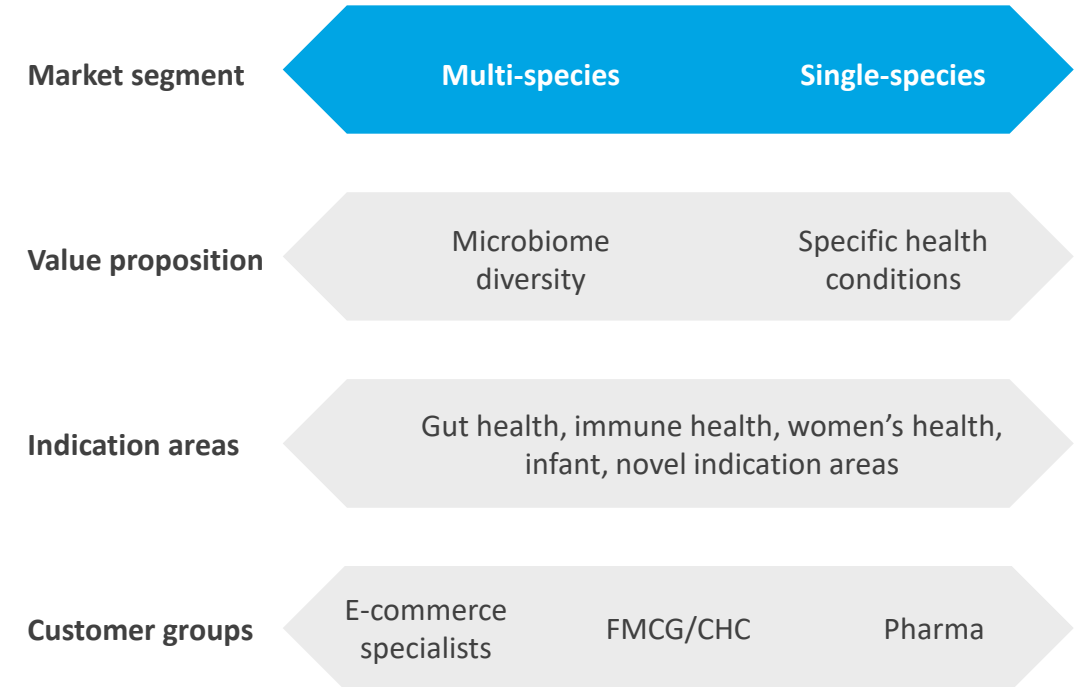 Market segment
Multi-species
Single-species
Value proposition
Microbiome
diversity
Specific health
conditions
Indication areas
Gut health, immune health, women’s health,
infant, novel indication areas
Customer groups
E-commerce
specialists
FMCG/CHC
Pharma